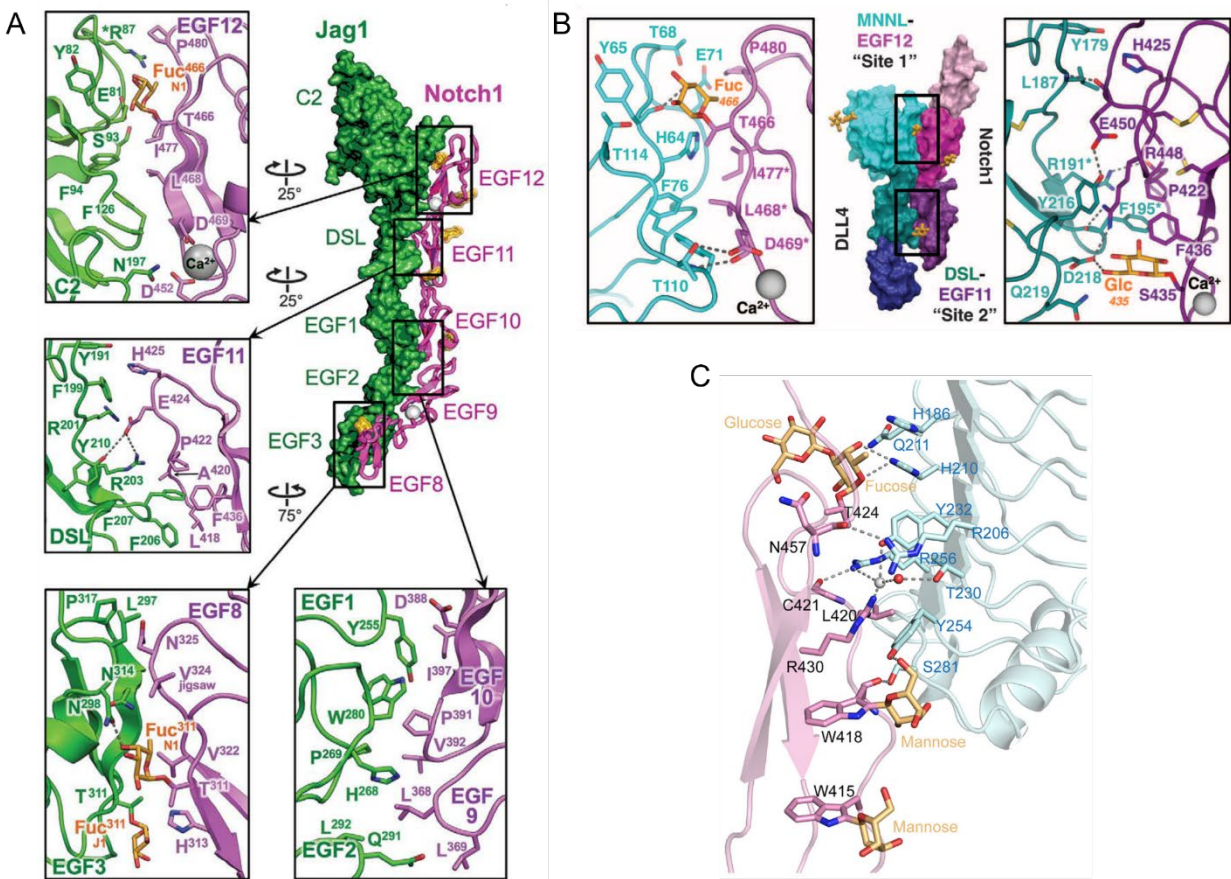 A
EGF12
*R87
P480
Y82
Fuc466
N1
E81
T466
S93
I477
L468
F94
F126
D469
N197
Ca2+
C2
D452
Jag1
C2
Notch1
25°
EGF12
DSL
EGF11
25°
EGF1
EGF10
EGF2
EGF9
EGF3
EGF8
75°
H425
EGF11
Y191
F199
E424
R201
P422
Y210
A420
R203
F436
F207
DSL
F206
L418
P317
L297
EGF8
N325
N314
V324
jigsaw
N298
Fuc311
N1
V322
T311
T311
Fuc311
J1
H313
EGF3
EGF1
D388
Y255
I397
EGF
10
W280
P391
V392
P269
H268
L368
EGF
9
L292
Q291
EGF2
L369
B
T68
Y65
E71
P480
Fuc
466
T466
H64
T114
I477*
F76
L468*
D469*
T110
Ca2+
MNNL-
EGF12
“Site 1”
Notch1
DLL4
DSL-
EGF11
“Site 2”
Y179
H425
L187
E450
R191*
R448
Y216
P422
F195*
F436
D218
Glc
435
S435
Q219
Ca2+
C
Glucose
H186
Q211
H210
Fucose
T424
Y232
R206
N457
R256
T230
C421
L420
Y254
R430
S281
W418
Mannose
W415
Mannose